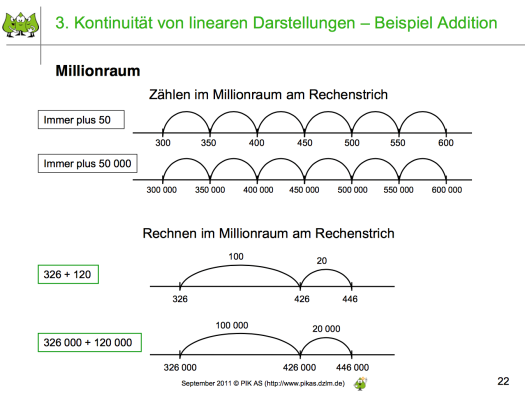 3. Kontinuität von linearen Darstellungen – Beispiel Addition
Millionraum
Zählen im Millionraum am Rechenstrich
Immer plus 50
300 350 400 450 500 550 600
Immer plus 50 000
300 000 350 000 400 000 450 000 500 000 550 000 600 000
Rechnen im Millionraum am Rechenstrich
100 20
326 + 120
326 426 446
100 000 20 000
326 000 + 120 000
326 000 426 000 446 000
September 2011 © PIK AS (http://www.pikas.dzlm.de)
22